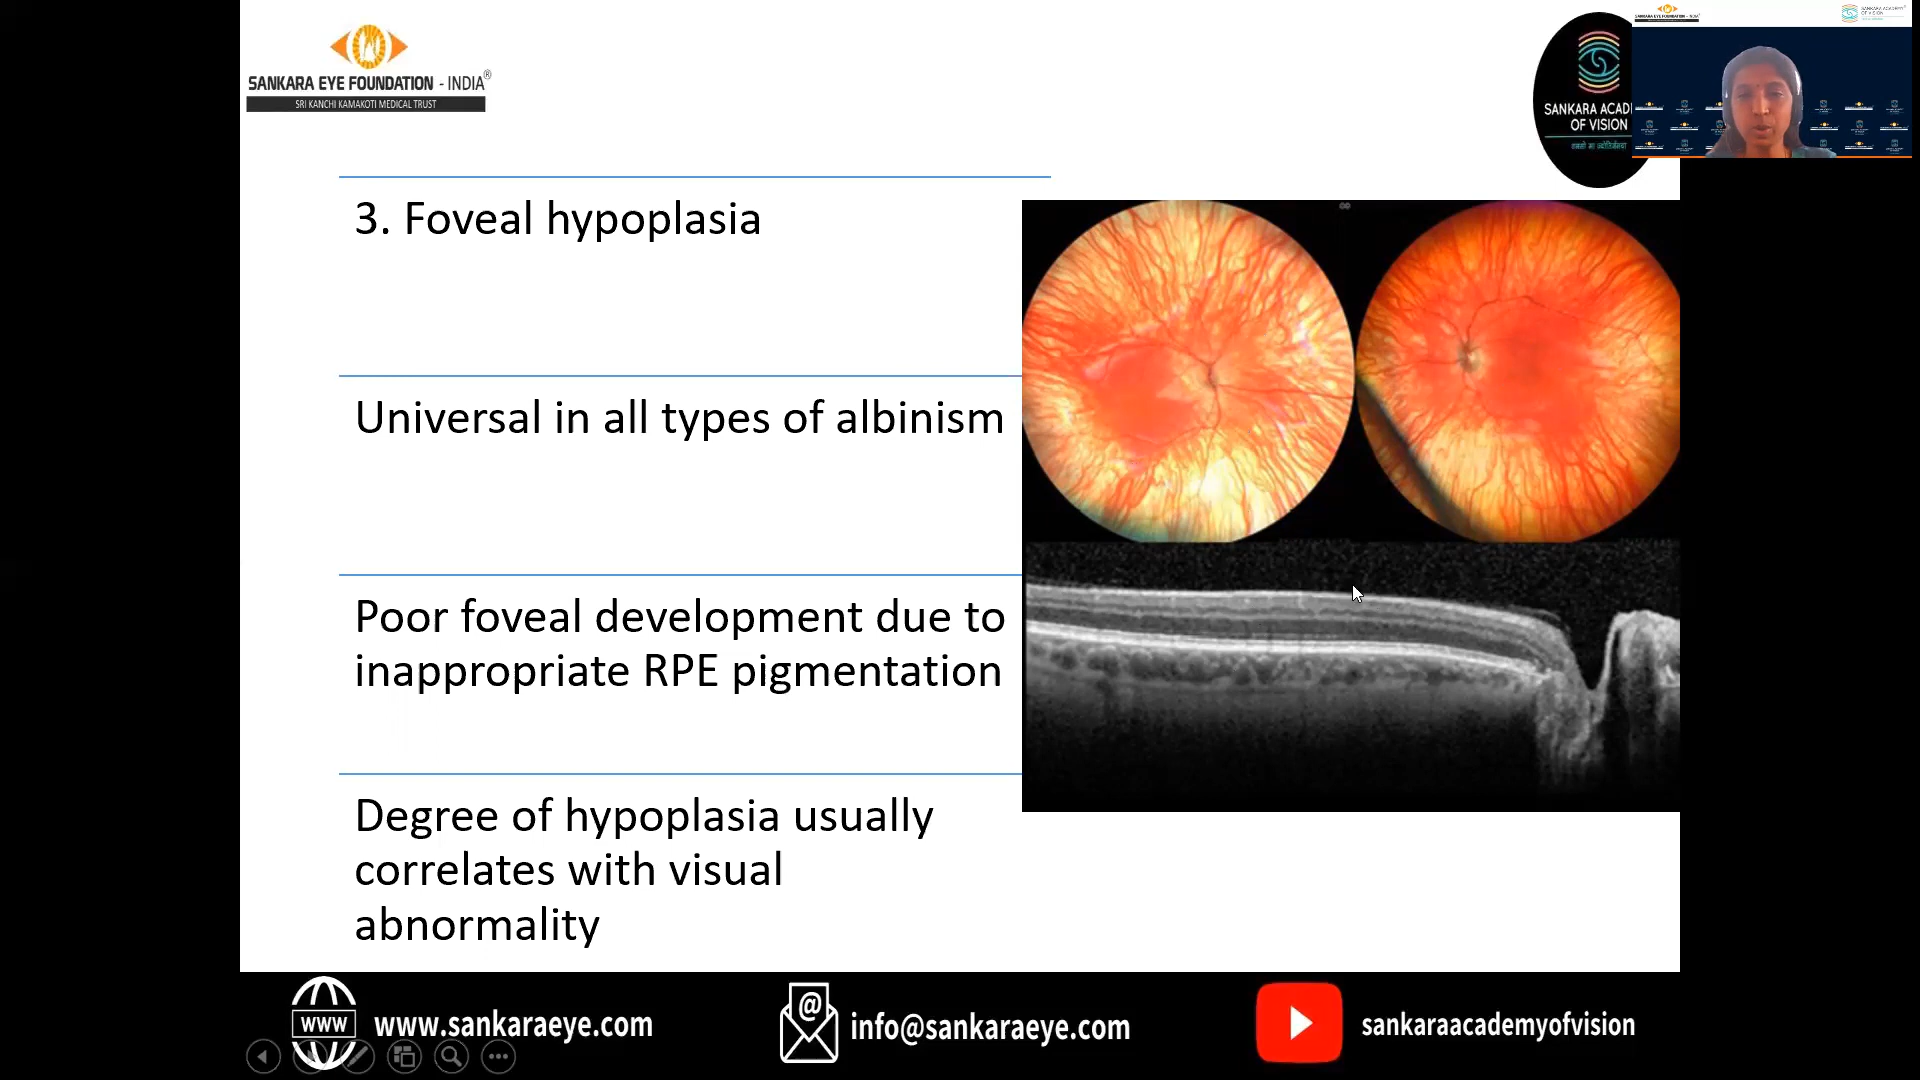 SANKARA EYE FOUNDATION - INDIA®
SRI KANCHI KAMAKOTI MEDICAL TRUST
SANKARA ACAD
OF VISION
3. Foveal hypoplasia
Universal in all types of albinism
Poor foveal development due to
inappropriate RPE pigmentation
Degree of hypoplasia usually
correlates with visual
abnormality
www www.sankaraeye.com
@ info@sankaraeye.com
sankaraacademyofvision